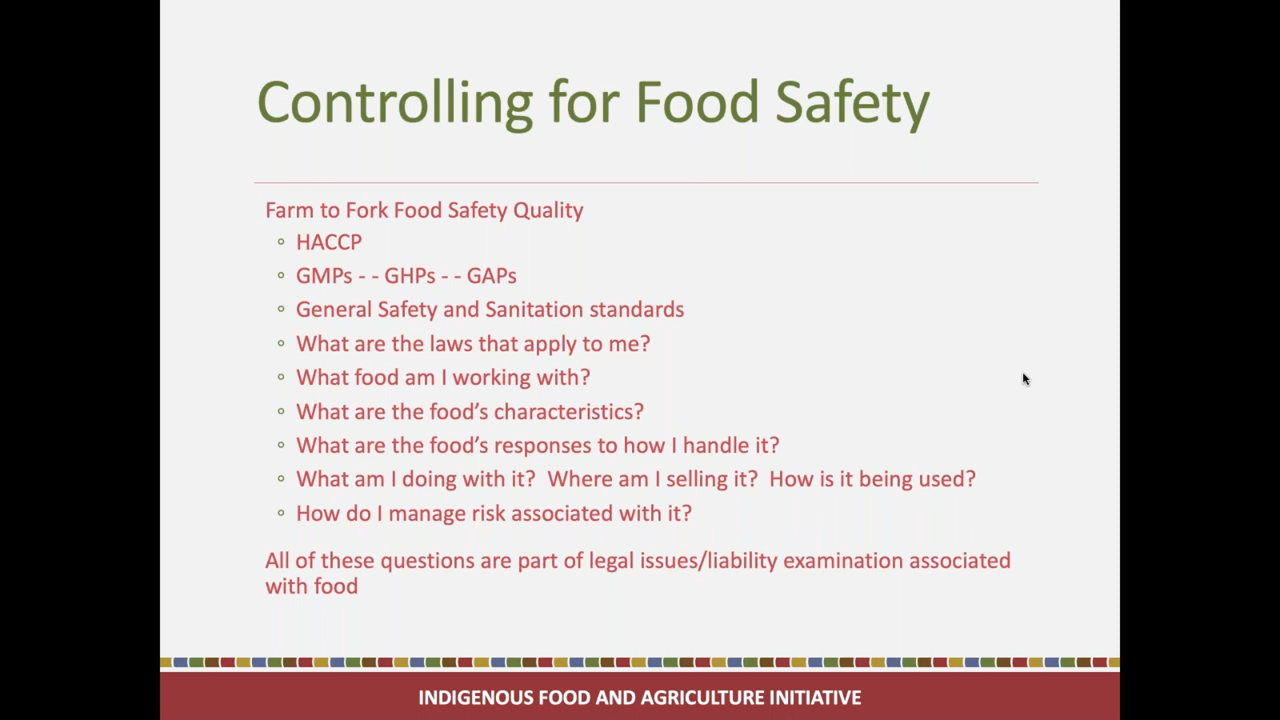 Controlling for Food Safety
Farm to Fork Food Safety Quality
HACCP
GMPs - - GHPs - - GAPs
General Safety and Sanitation standards
What are the laws that apply to me?
What food am I working with?
What are the food’s characteristics?
What are the food’s responses to how I handle it?
What am I doing with it?  Where am I selling it?  How is it being used?
How do I manage risk associated with it?
All of these questions are part of legal issues/liability examination associated
with food
INDIGENOUS FOOD AND AGRICULTURE INITIATIVE